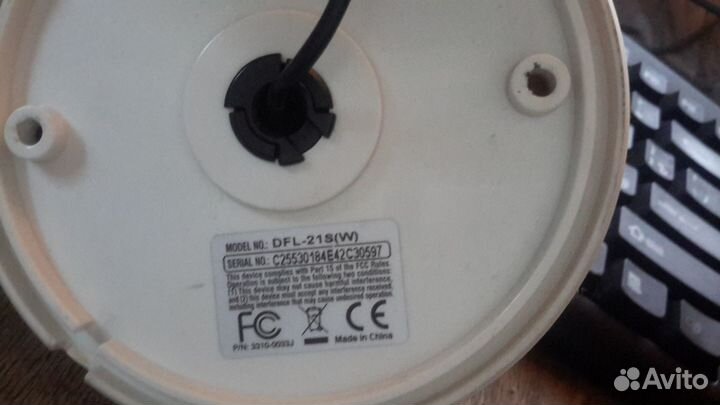 MODEL NO.: DFL-21S(W)
SERIAL NO.: C25530184E42C30597
This device complies with Part 15 of the FCC Rules
Operation is subject to the following two conditions:
(1) This device may not cause harmful interference.
and (2) this device must accept any interference received
including interference that may cause undesired operation.
FC CE
P/N: 3310-0033J Made in China
Avito